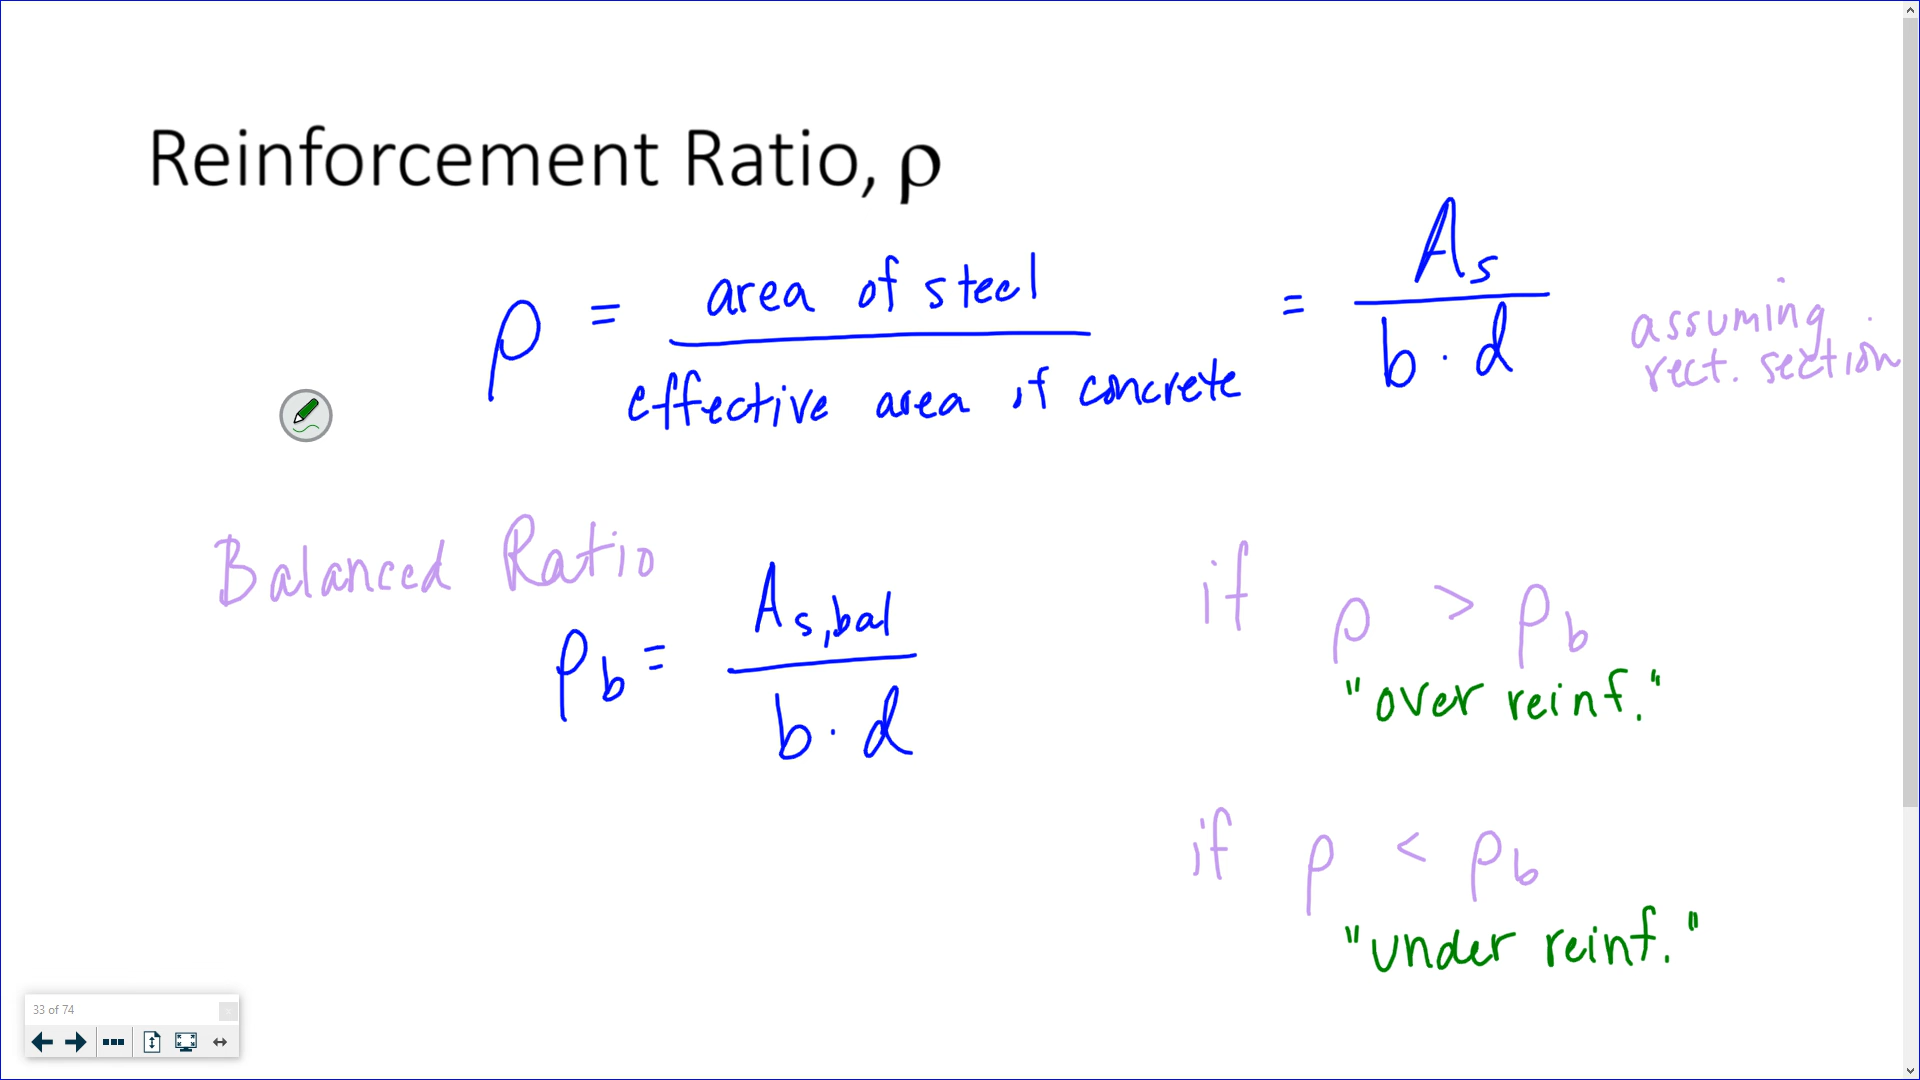 Reinforcement Ratio, ρ
ρ = area of steel / effective area of concrete = As / b · d
assuming
rect. section
Balanced Ratio
ρb = As,bal / b · d
if ρ > ρb
"over reinf."
if ρ < ρb
"under reinf."
33 of 74